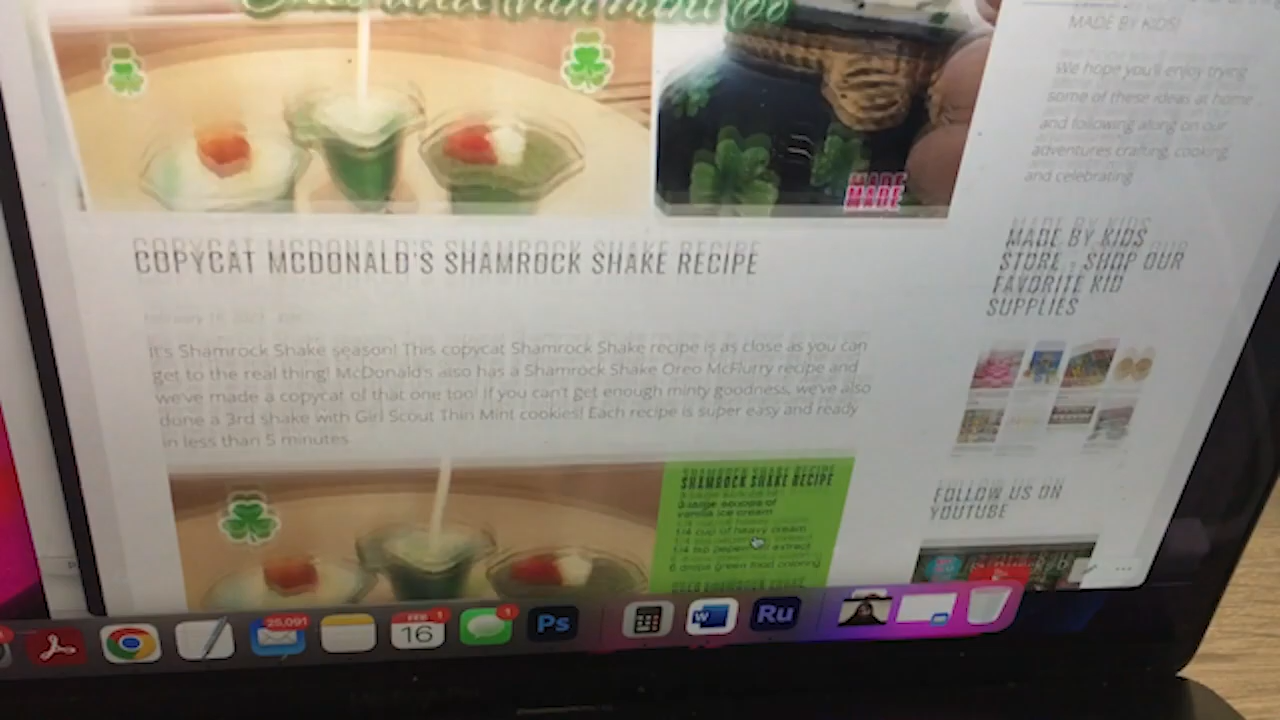 MADE BY KIDS!
We hope you'll enjoy trying
some of these ideas at home
and following along on our
adventures crafting, cooking,
and celebrating
MADE
COPYCAT MCDONALD'S SHAMROCK SHAKE RECIPE
It's Shamrock Shake season! This copycat Shamrock Shake recipe is as close as you can
get to the real thing! McDonald's also has a Shamrock Shake Oreo McFlurry recipe and
we've made a copycat of that one too! If you can't get enough minty goodness, we've also
done a 3rd shake with Girl Scout Thin Mint cookies! Each recipe is super easy and ready
in less than 5 minutes
MADE BY KIDS
STORE - SHOP OUR
FAVORITE KID
SUPPLIES
SHAMROCK SHAKE RECIPE
3 large scoops of
vanilla ice cream
1/4 cup of heavy cream
1/4 tsp extract
6 drops green food coloring
FOLLOW US ON
YOUTUBE
25,091
FEB 1
16
1
Ps
W
Ru